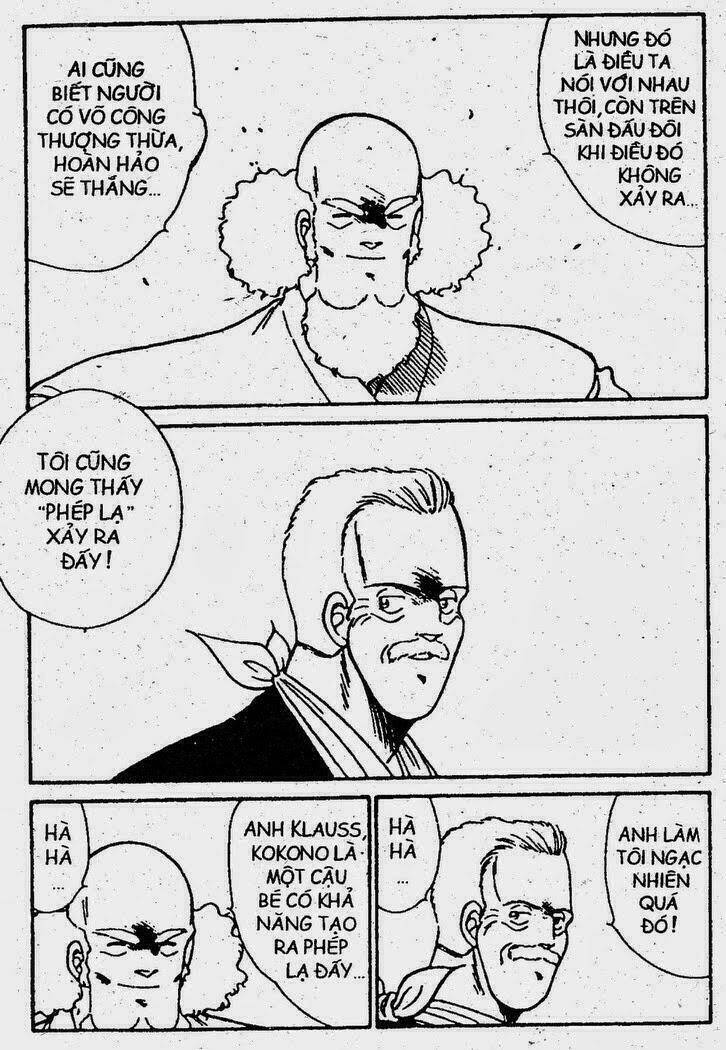 AI CŨNG
BIẾT NGƯỜI
CÓ VÕ CÔNG
THƯỢNG THỪA,
HOÀN HẢO
SẼ THẮNG...
NHƯNG ĐÓ
LÀ ĐIỀU TA
NÓI VỚI NHAU
THÔI, CÒN TRÊN
SÀN ĐẤU ĐÔI
KHI ĐIỀU ĐÓ
KHÔNG
XẢY RA...
TÔI CŨNG
MONG THẤY
"PHÉP LẠ"
XẢY RA
ĐẤY!
HÀ
HÀ
...
ANH KLAUSS,
KOKONO LÀ
MỘT CẬU
BÉ CÓ KHẢ
NĂNG TẠO
RA PHÉP
LẠ ĐẤY...
HÀ
HÀ
...
ANH LÀM
TÔI NGẠC
NHIÊN
QUÁ
ĐÓ!